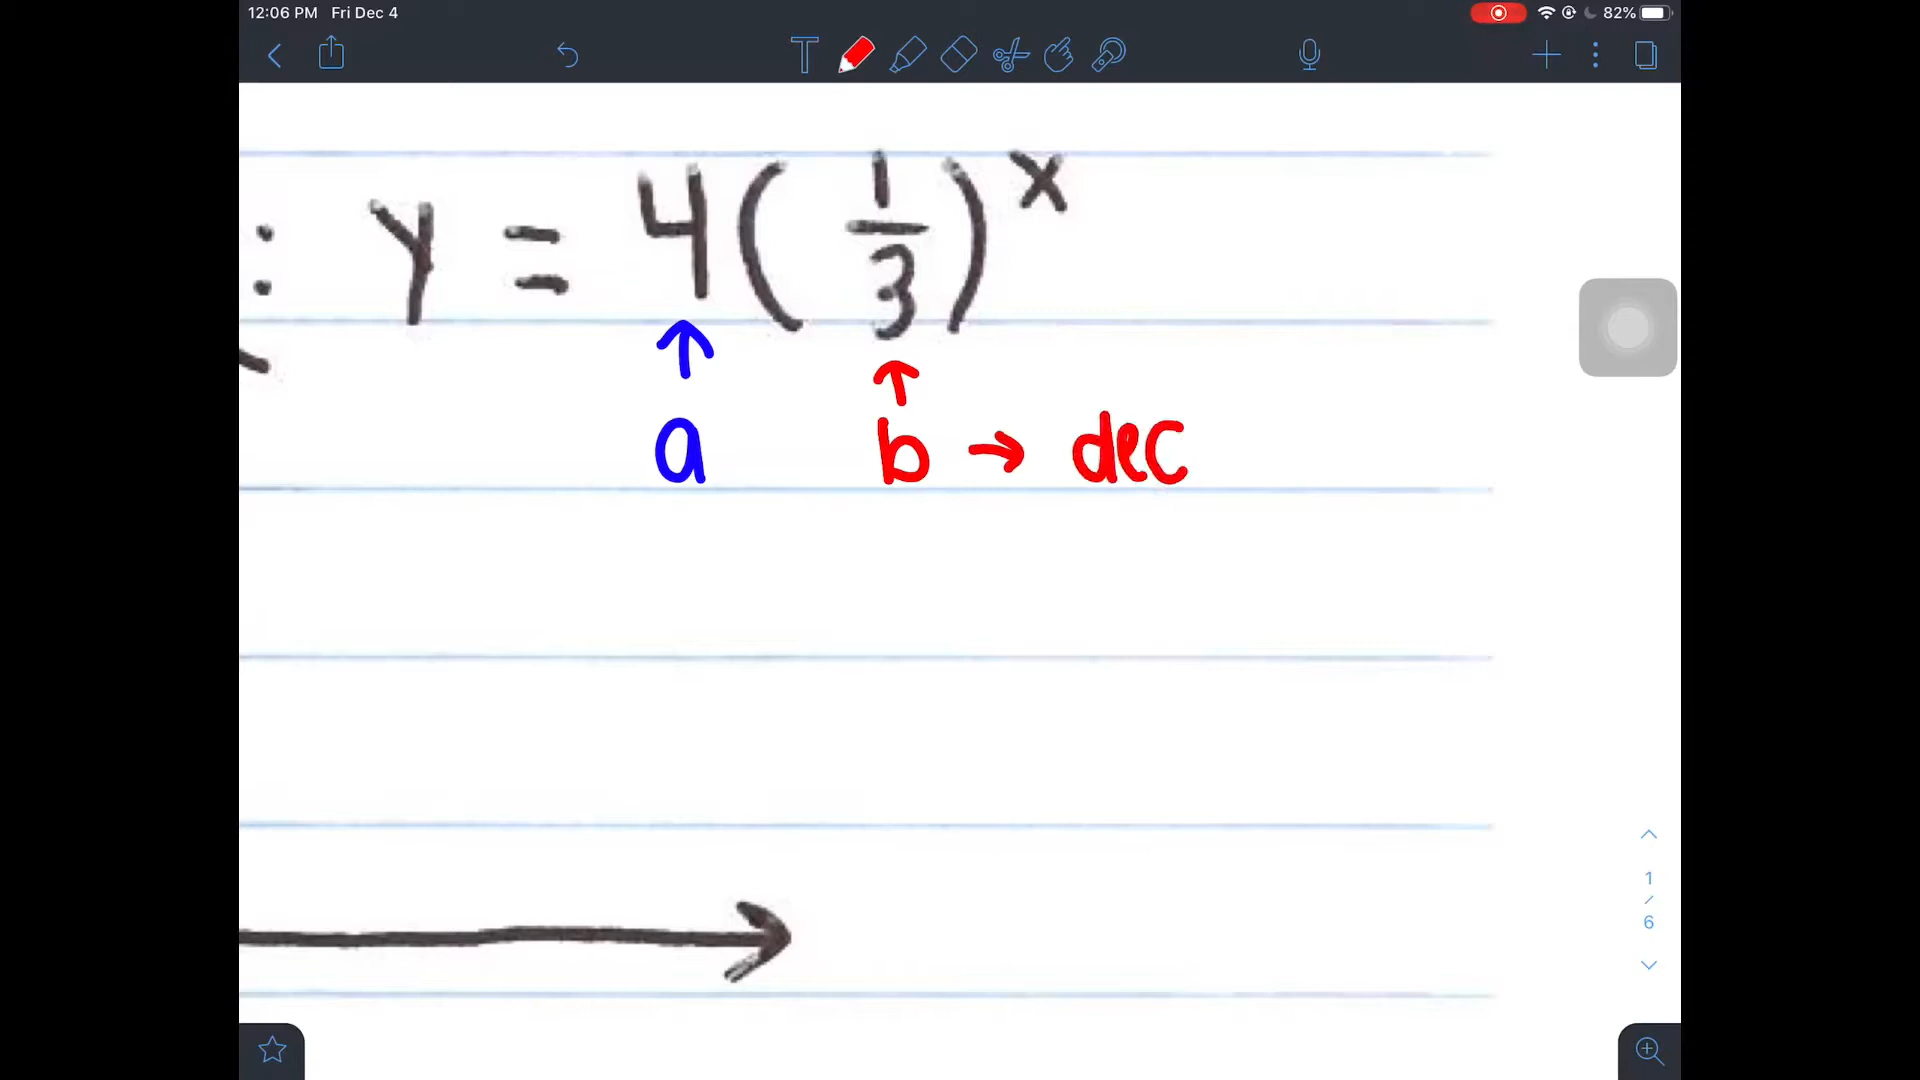 12:06 PM Fri Dec 4 82%
T
: y = 4(1/3)^x
a b → dec
1
/
6